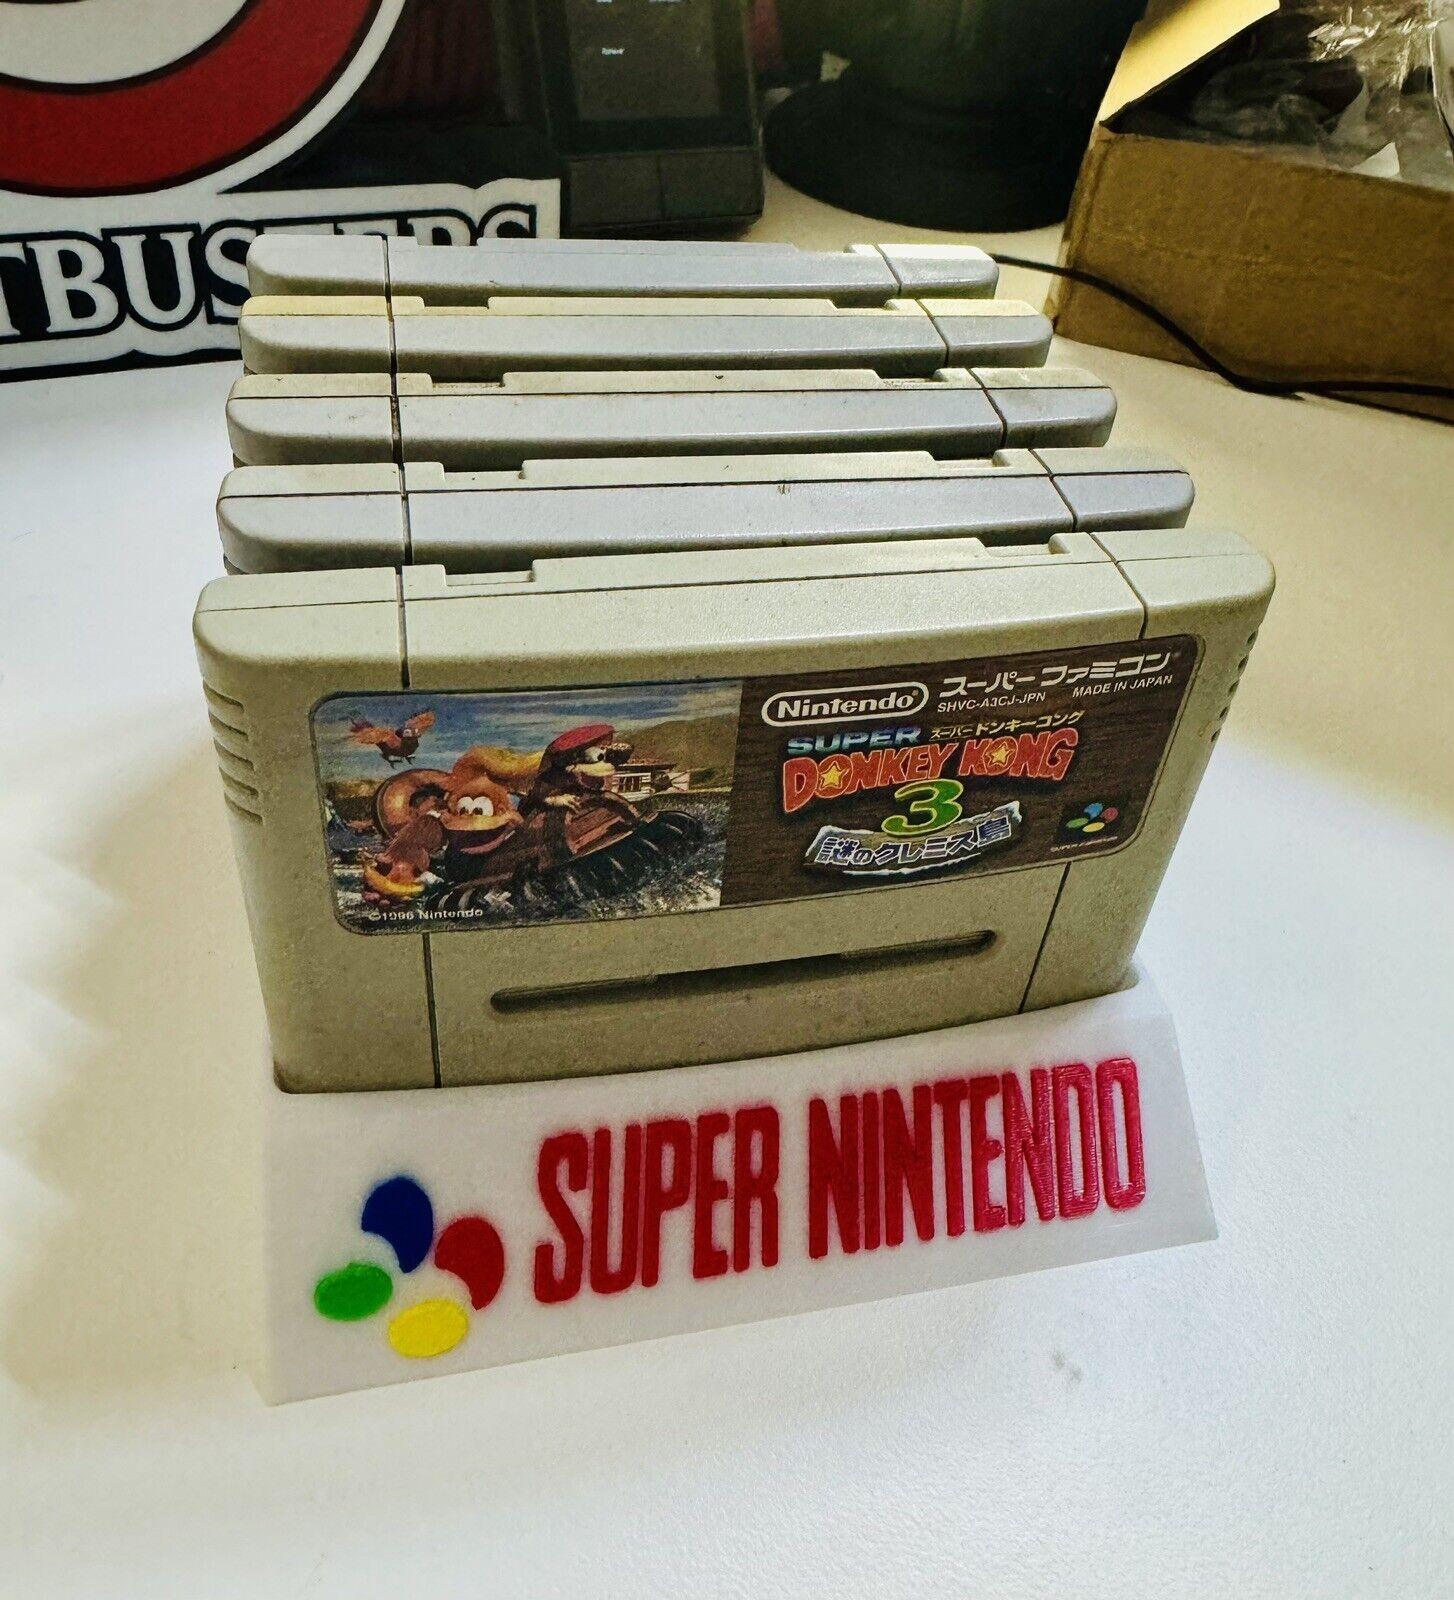 TBUSTERS
Nintendo
スーパーファミコン
SHVC-A3CJ-JPN MADE IN JAPAN
SUPER スーパードンキーコング
DONKEY KONG
3
謎のクレミス島
©1996 Nintendo
SUPER NINTENDO